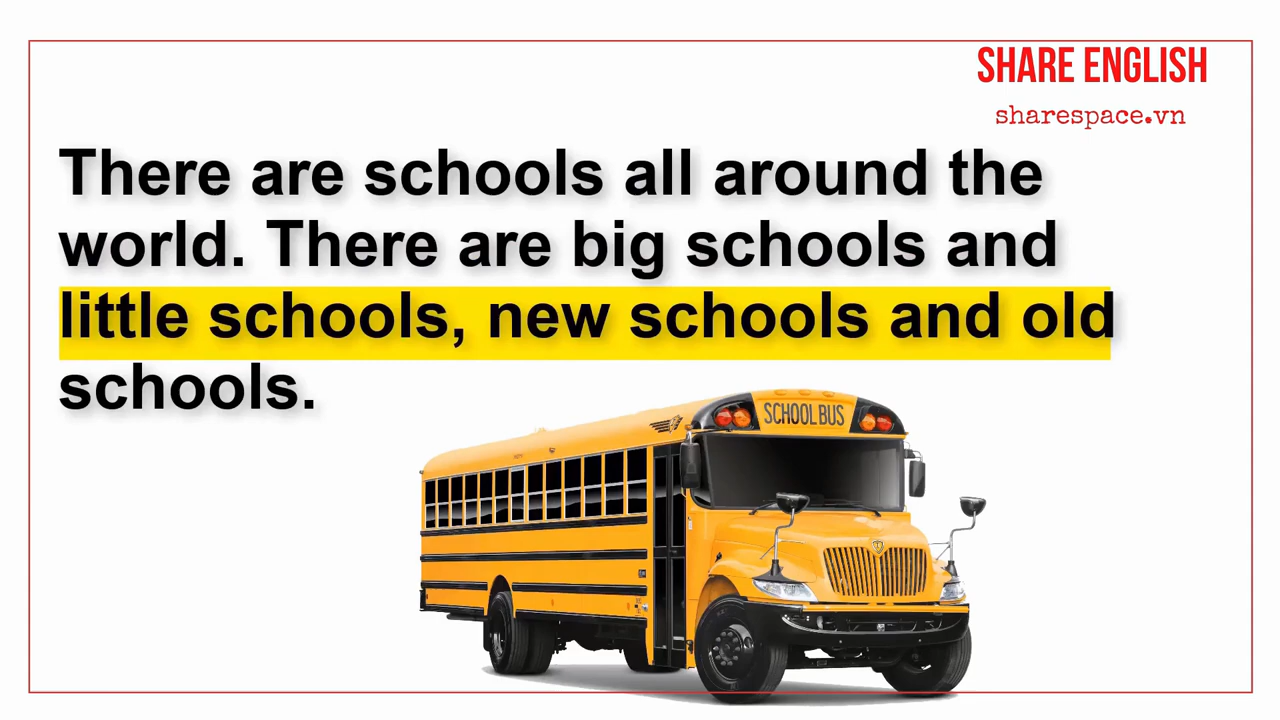 SHARE ENGLISH
sharespace.vn
There are schools all around the
world. There are big schools and
little schools, new schools and old
schools.
SCHOOL BUS